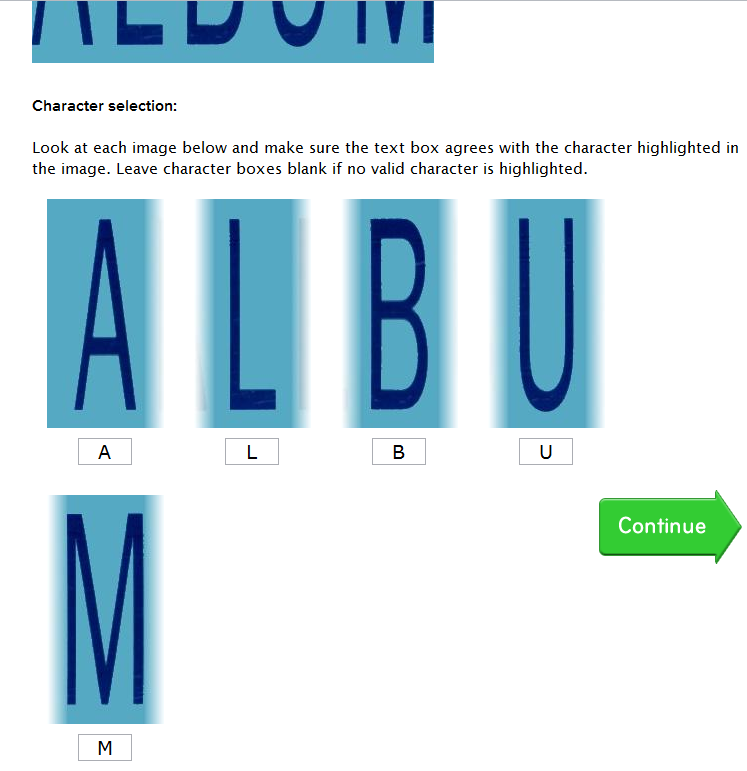 ALBUM
Character selection:
Look at each image below and make sure the text box agrees with the character highlighted in
the image. Leave character boxes blank if no valid character is highlighted.
A L B U
A L B U
Continue
M
M